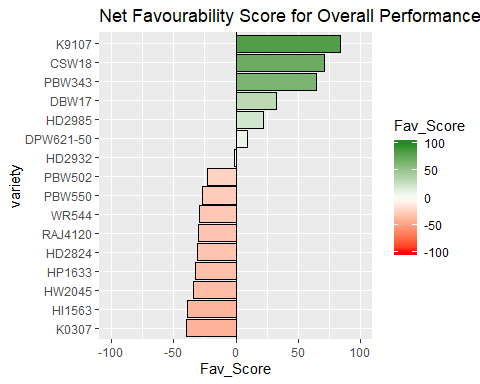 Net Favourability Score for Overall Performance
K9107
CSW18
PBW343
DBW17
HD2985
DPW621-50
HD2932
PBW502
PBW550
WR544
RAJ4120
HD2824
HP1633
HW2045
HI1563
K0307
variety
-100
-50
0
50
100
Fav_Score
Fav_Score
100
50
0
-50
-100